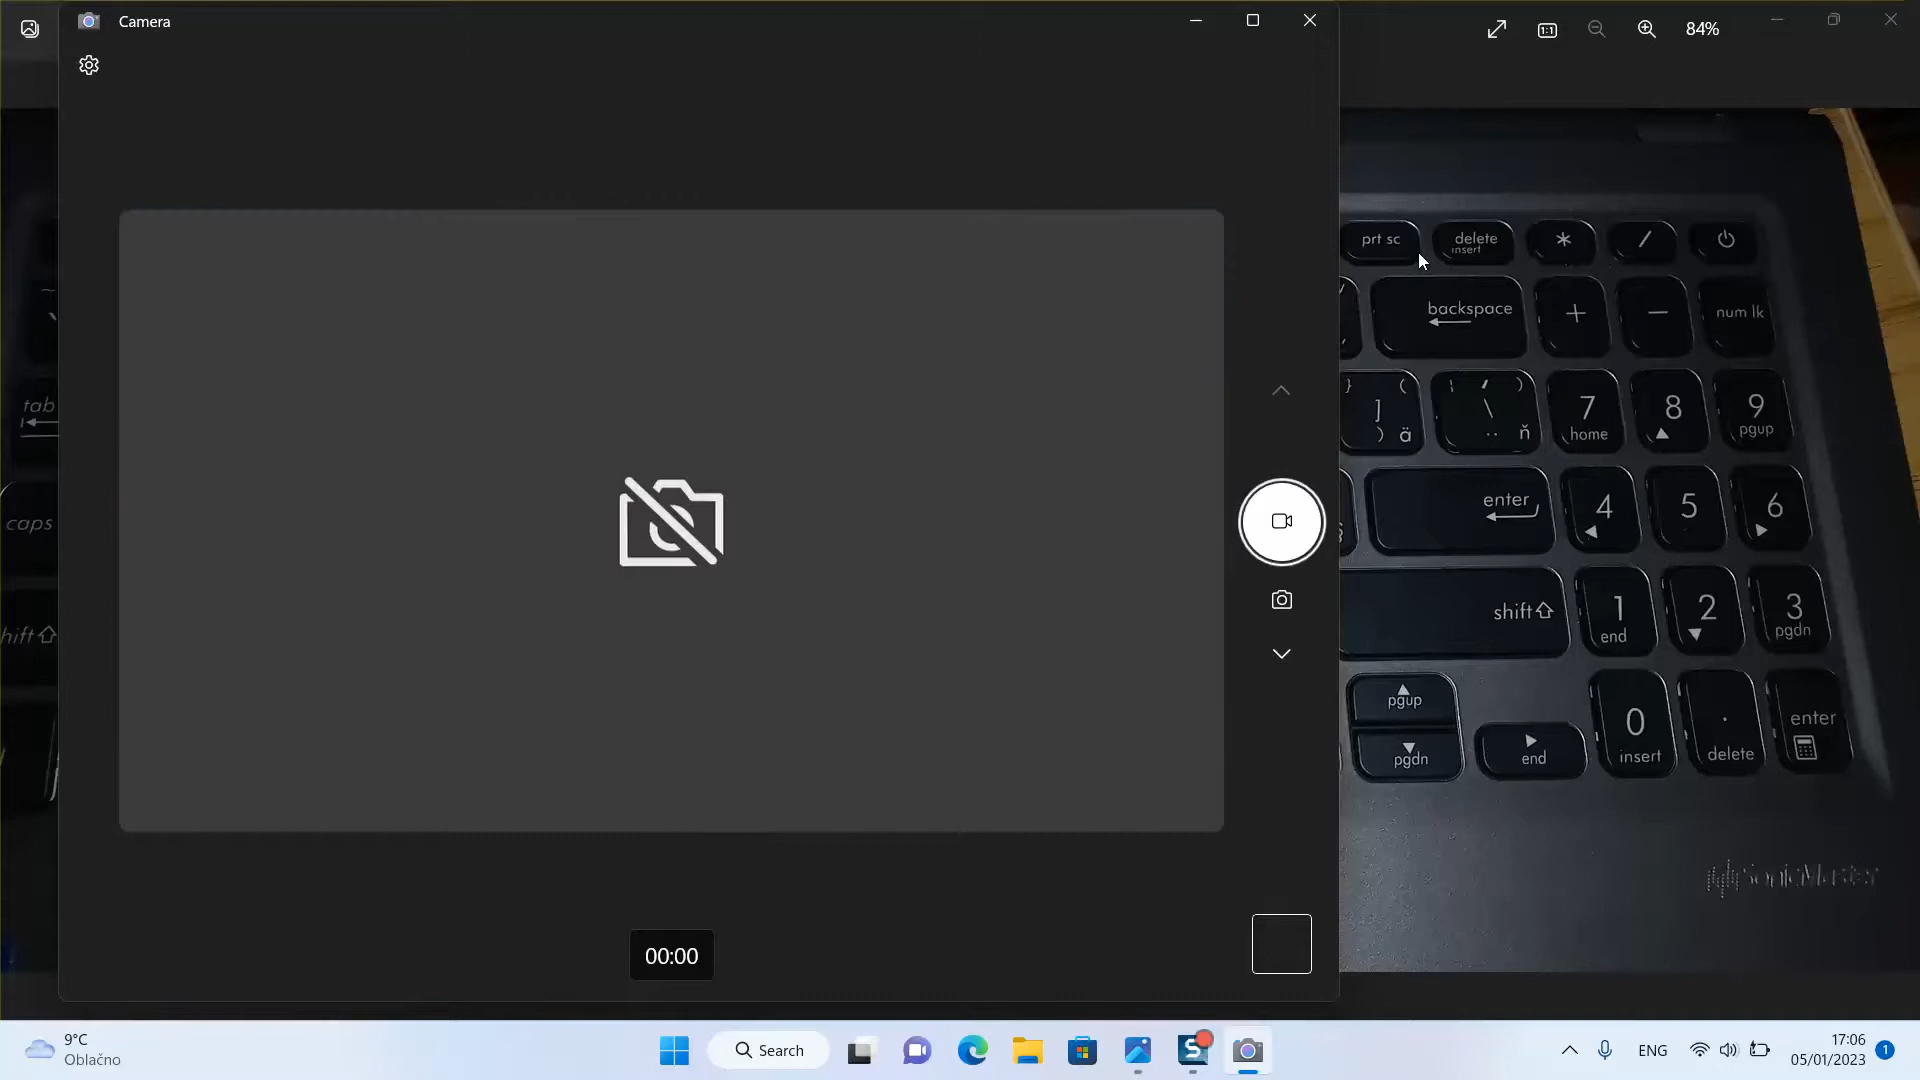 Camera
84%
prt sc
delete
insert
*
/
backspace
+
−
num lk
tab
}
(
]
)
ä
¦
)
\
ň
7
home
8
9
pgup
caps
enter
4
5
6
hift
shift
1
end
2
3
pgdn
pgup
pgdn
end
0
insert
.
delete
enter
SonicMaster
00:00
9°C
Oblačno
Search
ENG
17:06
05/01/2023
1